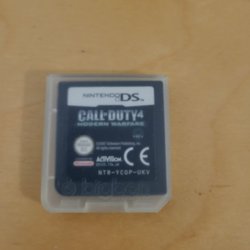 NINTENDO DS
CALL OF DUTY 4
MODERN WARFARE
ACTIVISION
CE
NTR-YCOP-UKV